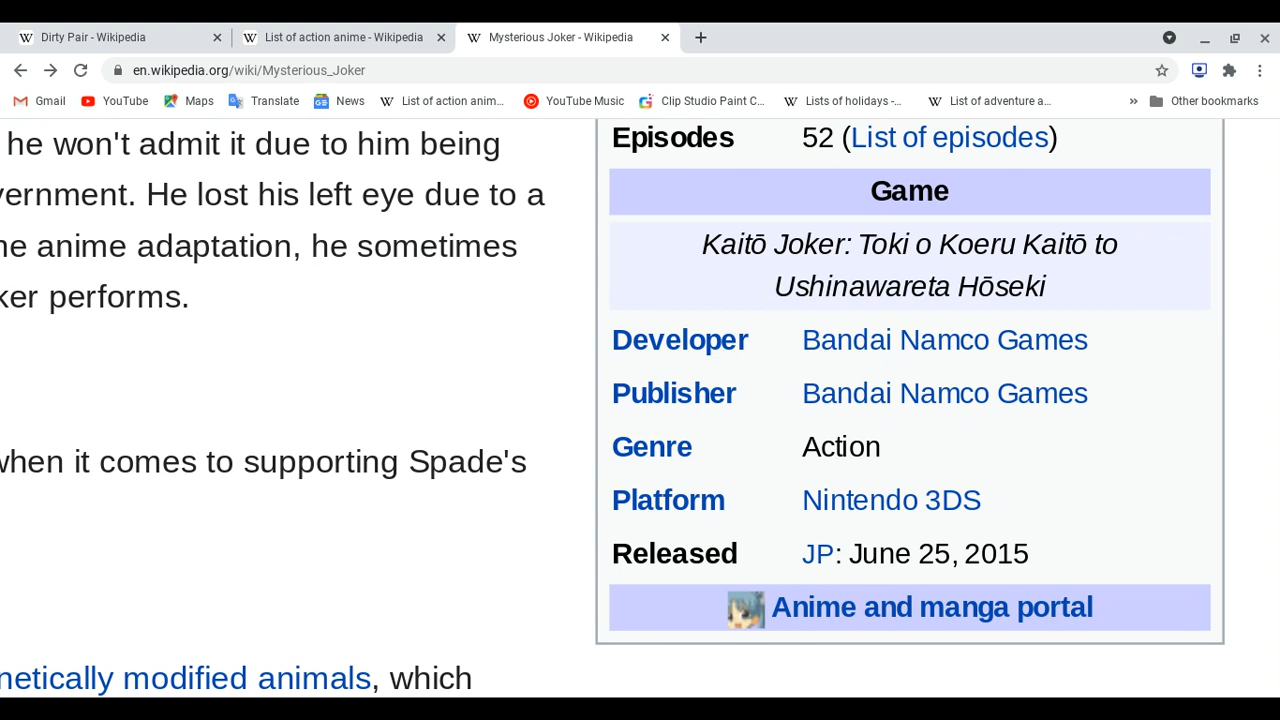 Dirty Pair - Wikipedia
List of action anime - Wikipedia
Mysterious Joker - Wikipedia
en.wikipedia.org/wiki/Mysterious_Joker
Gmail
YouTube
Maps
Translate
News
List of action anim...
YouTube Music
Clip Studio Paint C...
Lists of holidays -...
List of adventure a...
Other bookmarks
he won't admit it due to him being
vernment. He lost his left eye due to a
ne anime adaptation, he sometimes
ker performs.
when it comes to supporting Spade's
netically modified animals, which
Episodes 52 (List of episodes)
Game
Kaitō Joker: Toki o Koeru Kaitō to
Ushinawareta Hōseki
Developer Bandai Namco Games
Publisher Bandai Namco Games
Genre Action
Platform Nintendo 3DS
Released JP: June 25, 2015
Anime and manga portal